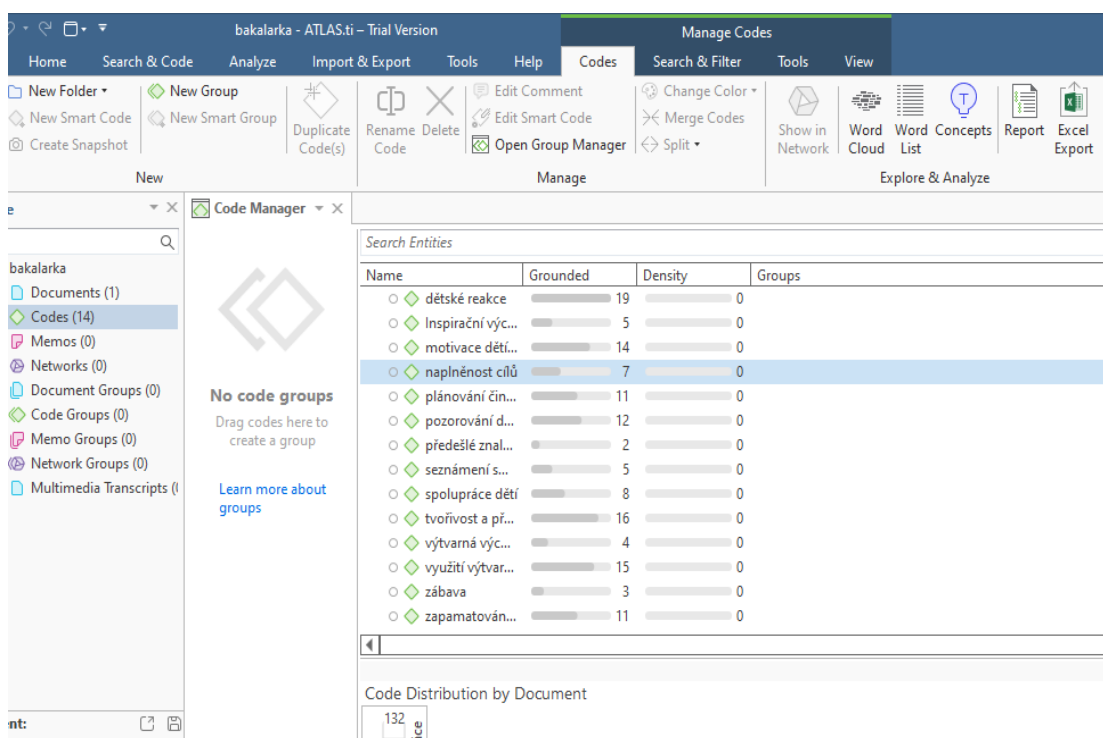 bakalarka - ATLAS.ti – Trial Version
Manage Codes
Home Search & Code Analyze Import & Export Tools Help Codes Search & Filter Tools View
New Folder
New Smart Code
Create Snapshot
New Group
New Smart Group
Duplicate Code(s)
New
Rename Code
Delete
Edit Comment
Edit Smart Code
Open Group Manager
Change Color
Merge Codes
Split
Manage
Show in Network
Word Cloud
Word List
Concepts
Report
Excel Export
Explore & Analyze
Code Manager
bakalarka
Documents (1)
Codes (14)
Memos (0)
Networks (0)
Document Groups (0)
Code Groups (0)
Memo Groups (0)
Network Groups (0)
Multimedia Transcripts (
No code groups
Drag codes here to
create a group
Learn more about
groups
Search Entities
Name Grounded Density Groups
dětské reakce 19 0
Inspirační výc... 5 0
motivace dětí... 14 0
naplněnost cílů 7 0
plánování čin... 11 0
pozorování d... 12 0
předešlé znal... 2 0
seznámení s... 5 0
spolupráce dětí 8 0
tvořivost a př... 16 0
výtvarná výc... 4 0
využití výtvar... 15 0
zábava 3 0
zapamatován... 11 0
Code Distribution by Document
132
nt: